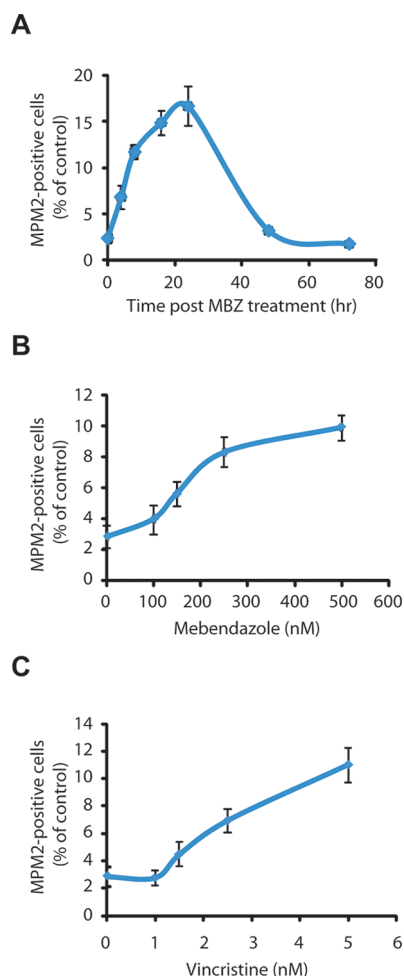 A
MPM2-positive cells
(% of control)
20
15
10
5
0
0 20 40 60 80
Time post MBZ treatment (hr)
B
MPM2-positive cells
(% of control)
12
10
8
6
4
2
0
0 100 200 300 400 500 600
Mebendazole (nM)
C
MPM2-positive cells
(% of control)
14
12
10
8
6
4
2
0
0 1 2 3 4 5 6
Vincristine (nM)